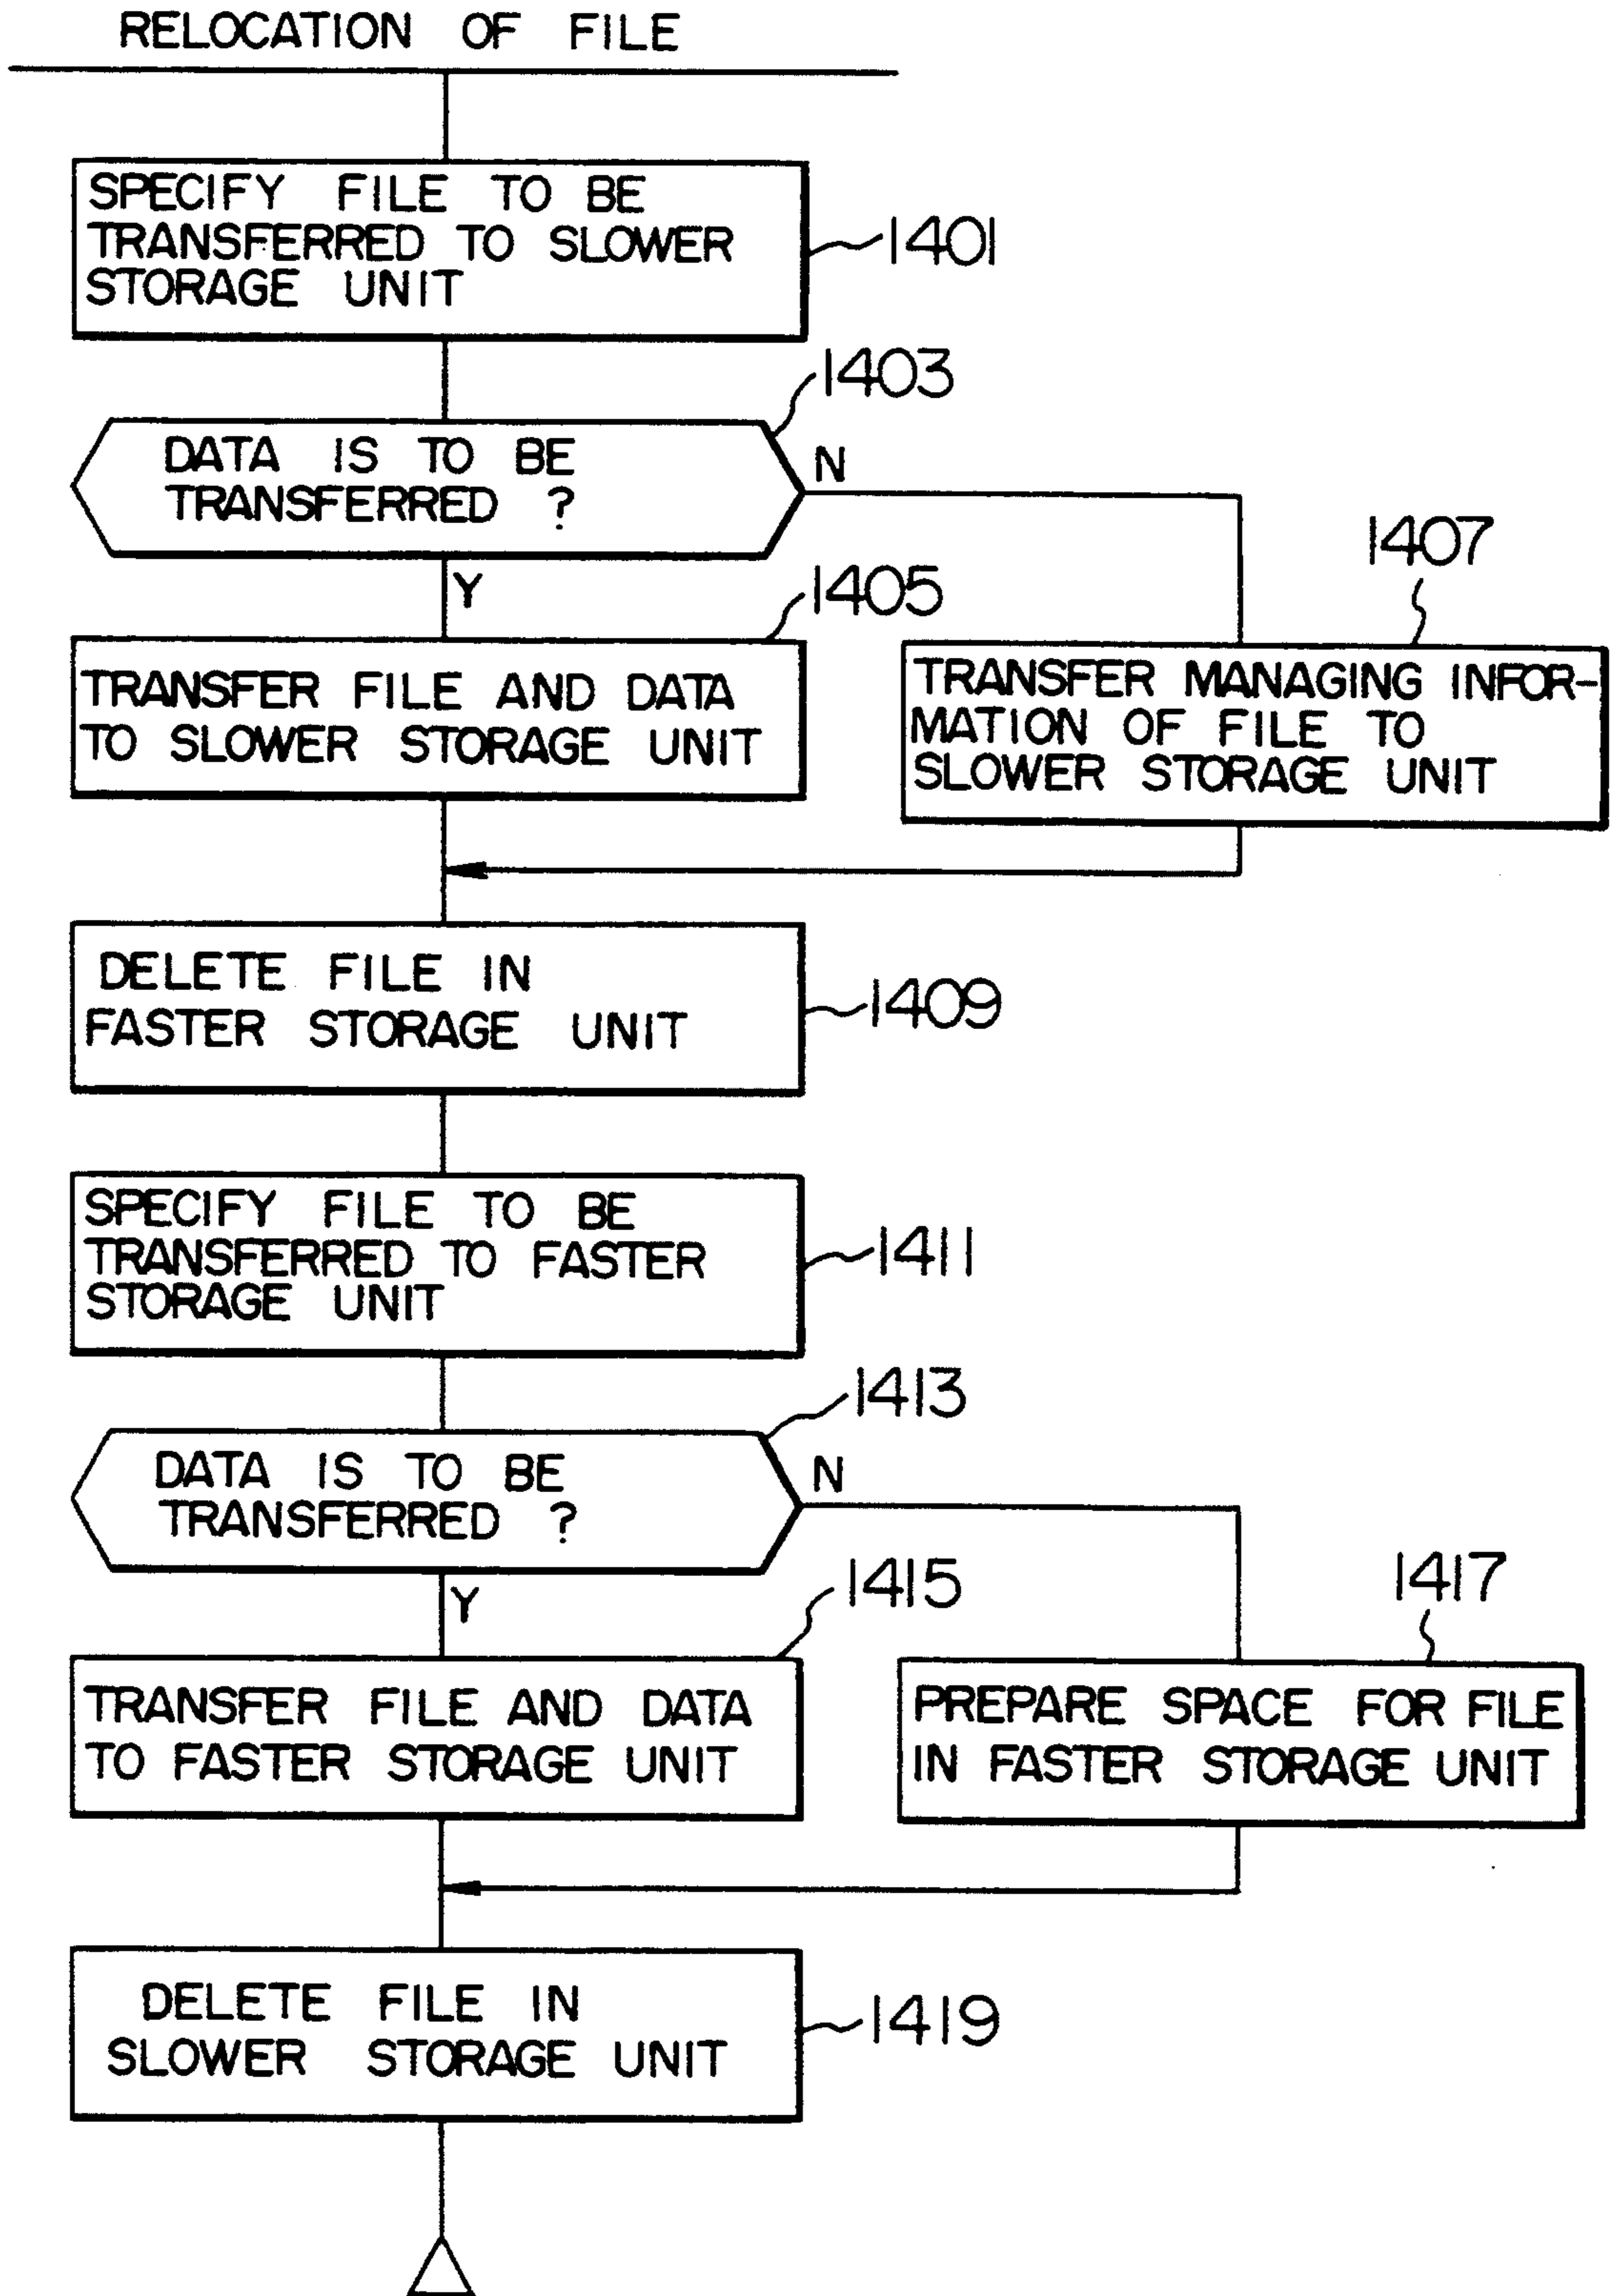 RELOCATION OF FILE
SPECIFY FILE TO BE
TRANSFERRED TO SLOWER
STORAGE UNIT
1401
1403
DATA IS TO BE
TRANSFERRED ?
N
Y
1405
1407
TRANSFER FILE AND DATA
TO SLOWER STORAGE UNIT
TRANSFER MANAGING INFOR-
MATION OF FILE TO
SLOWER STORAGE UNIT
DELETE FILE IN
FASTER STORAGE UNIT
1409
SPECIFY FILE TO BE
TRANSFERRED TO FASTER
STORAGE UNIT
1411
1413
DATA IS TO BE
TRANSFERRED ?
N
Y
1415
1417
TRANSFER FILE AND DATA
TO FASTER STORAGE UNIT
PREPARE SPACE FOR FILE
IN FASTER STORAGE UNIT
DELETE FILE IN
SLOWER STORAGE UNIT
1419